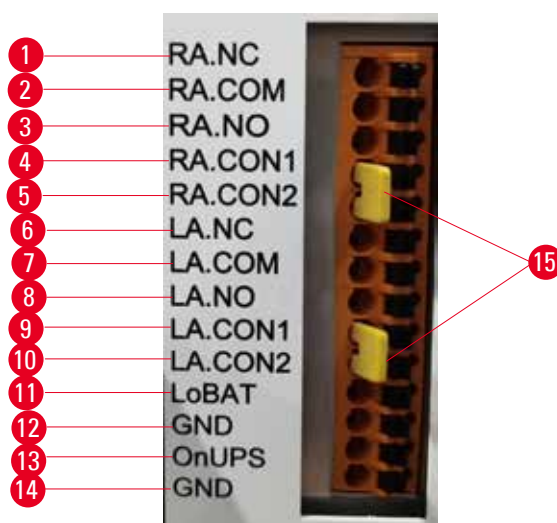 1 RA.NC
2 RA.COM
3 RA.NO
4 RA.CON1
5 RA.CON2
6 LA.NC
7 LA.COM
8 LA.NO
9 LA.CON1
10 LA.CON2
11 LoBAT
12 GND
13 OnUPS
14 GND
15